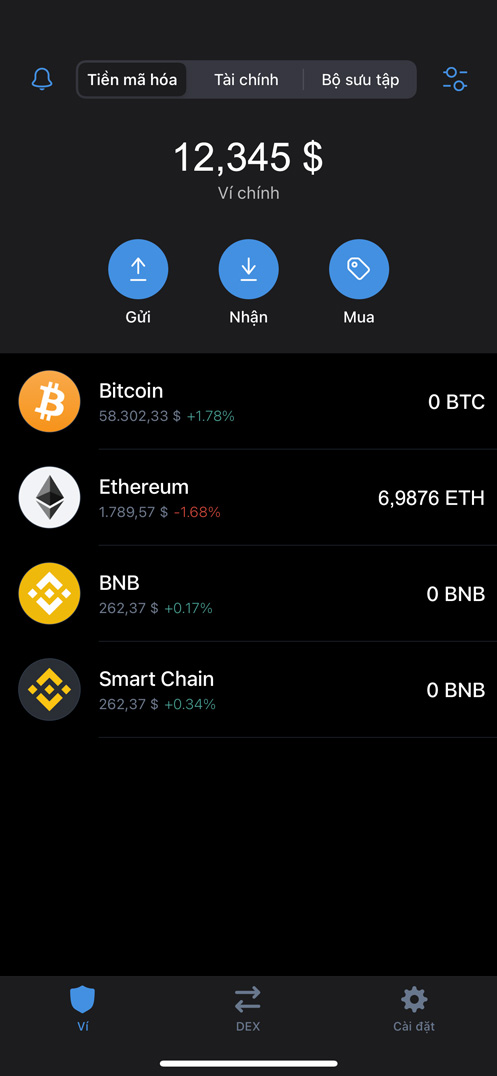 Tiền mã hóa
Tài chính
Bộ sưu tập
12,345 $
Ví chính
Gửi
Nhận
Mua
Bitcoin
58.302,33 $ +1.78%
0 BTC
Ethereum
1.789,57 $ -1.68%
6,9876 ETH
BNB
262,37 $ +0.17%
0 BNB
Smart Chain
262,37 $ +0.34%
0 BNB
Ví
DEX
Cài đặt